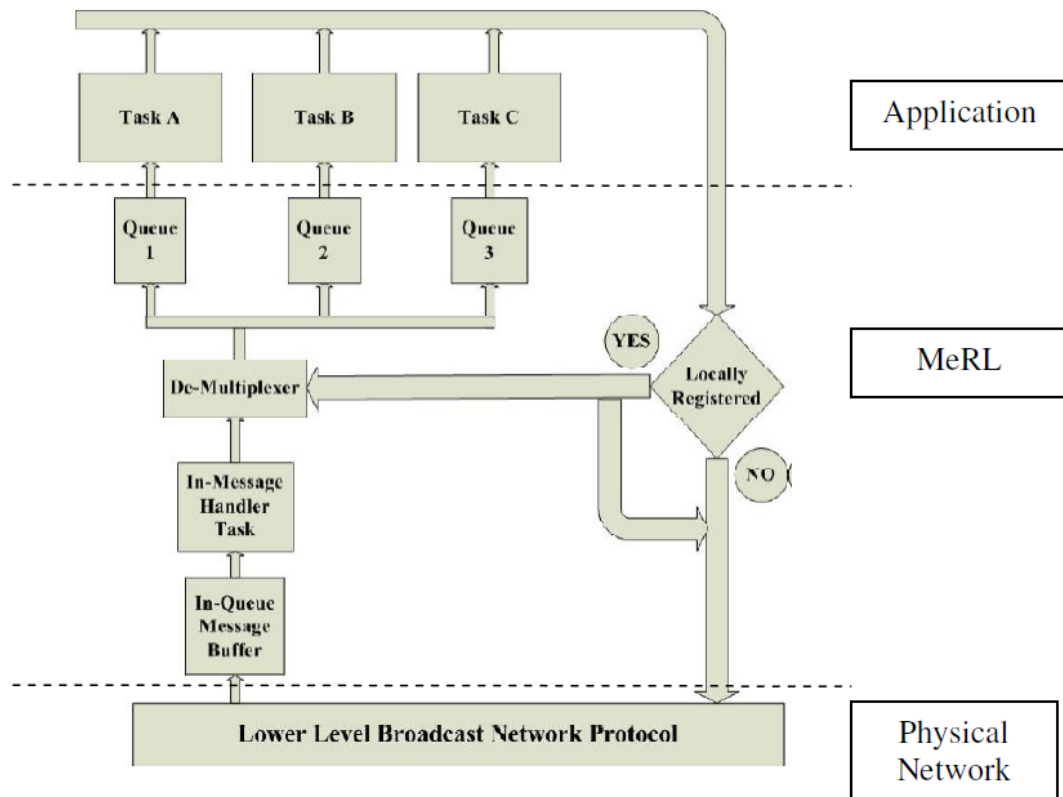 Task A
Task B
Task C
Application
Queue
1
Queue
2
Queue
3
YES
MeRL
De-Multiplexer
Locally
Registered
NO
In-Message
Handler
Task
In-Queue
Message
Buffer
Lower Level Broadcast Network Protocol
Physical
Network